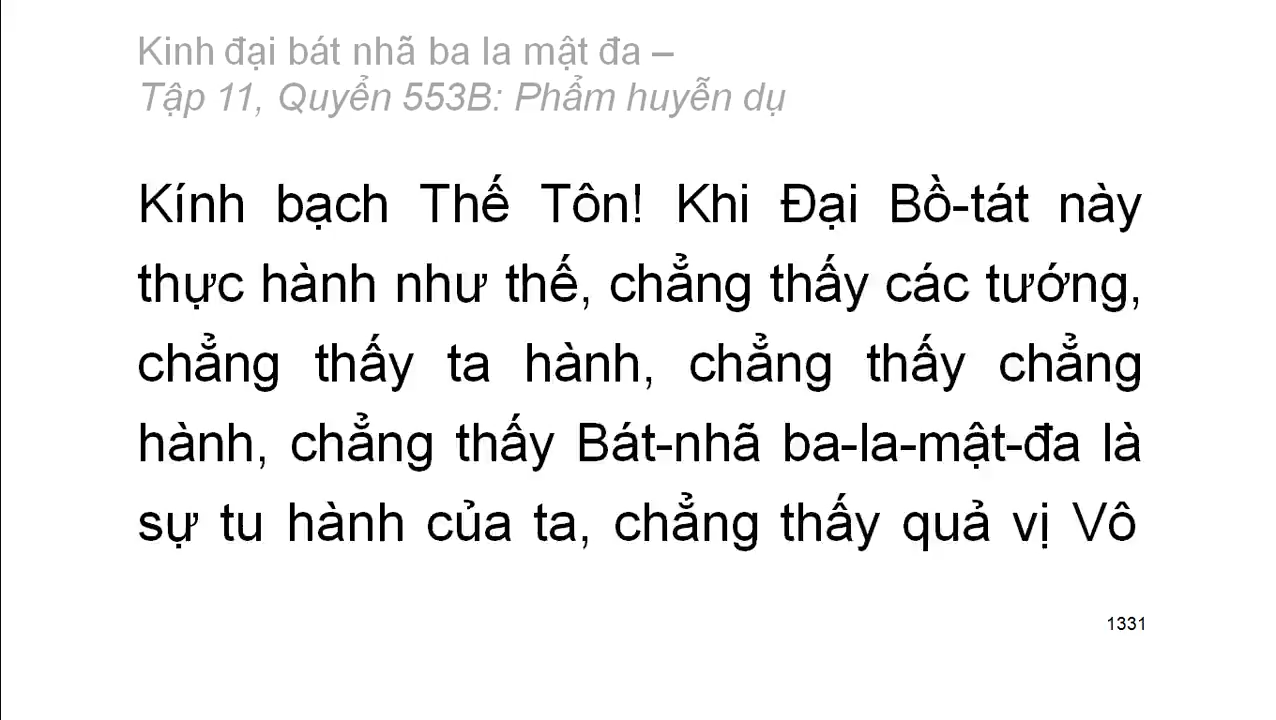 Kinh đại bát nhã ba la mật đa –
Tập 11, Quyển 553B: Phẩm huyễn dụ
Kính bạch Thế Tôn! Khi Đại Bồ-tát này
thực hành như thế, chẳng thấy các tướng,
chẳng thấy ta hành, chẳng thấy chẳng
hành, chẳng thấy Bát-nhã ba-la-mật-đa là
sự tu hành của ta, chẳng thấy quả vị Vô
1331